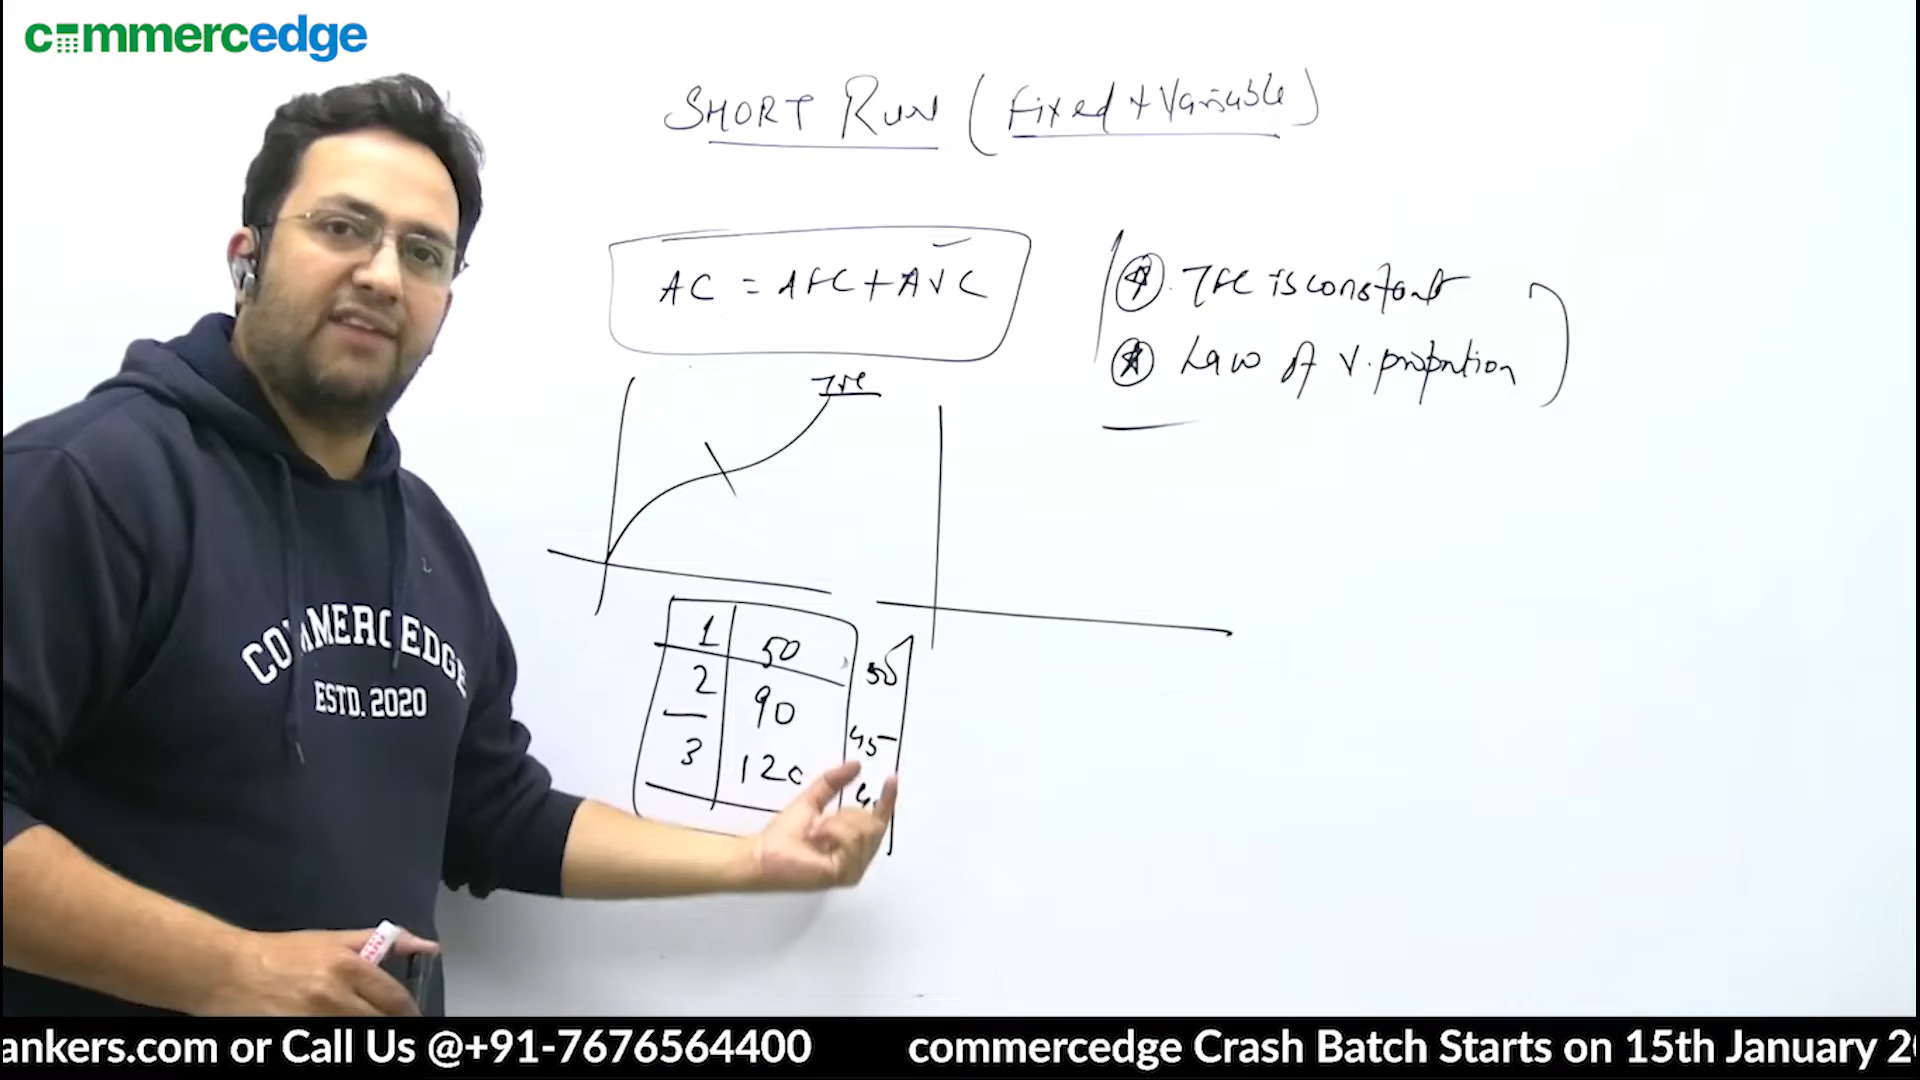 commercedge
SHORT RUN (Fixed + Variable)
AC = AFC + AVC
TFC is constant
Law of V. proportion
TVC
1 50 50
2 90 45
3 120
COMMERCEDGE
ESTD. 2020
ankers.com or Call Us @+91-7676564400 commercedge Crash Batch Starts on 15th January 2